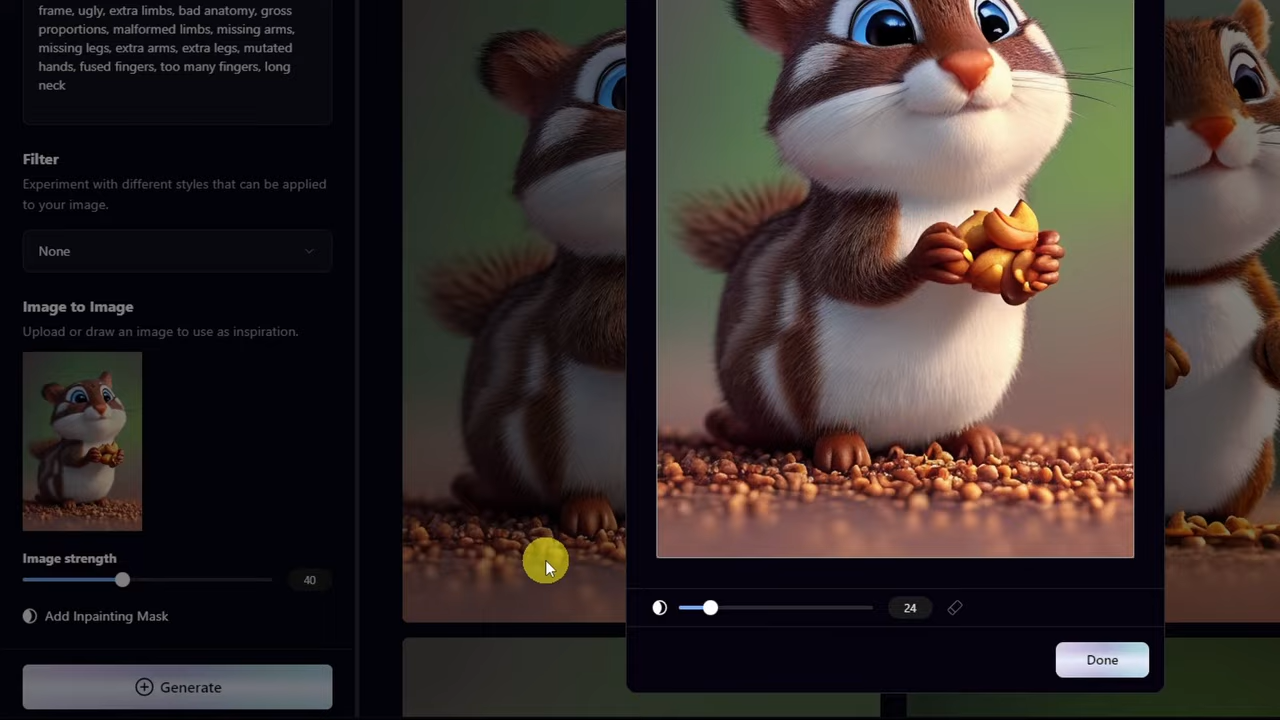 frame, ugly, extra limbs, bad anatomy, gross
proportions, malformed limbs, missing arms,
missing legs, extra arms, extra legs, mutated
hands, fused fingers, too many fingers, long
neck
Filter
Experiment with different styles that can be applied
to your image.
None
Image to Image
Upload or draw an image to use as inspiration.
Image strength
40
Add Inpainting Mask
Generate
24
Done